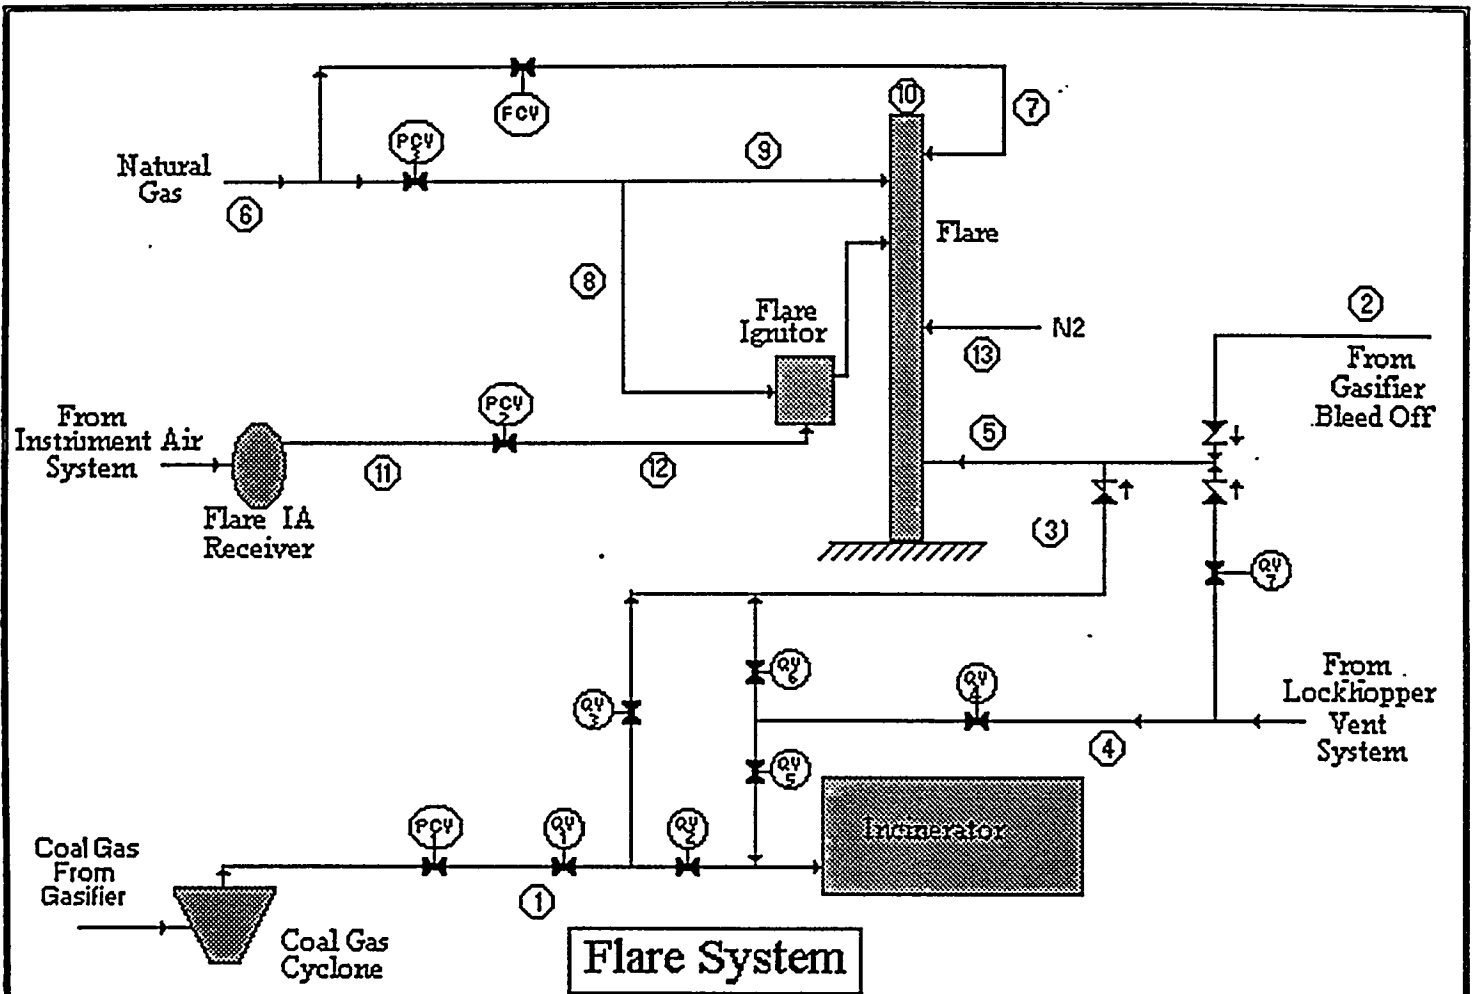 10
7
FCV
PCV
3
9
Natural
Gas
6
Flare
8
2
Flare
Ignitor
N2
13
From
Gasifier
Bleed Off
PCV
2
From
Instrument Air
System
5
11
12
Flare IA
Receiver
3
QV
7
QV
6
QV
4
From
Lockhopper
Vent
System
QV
3
4
QV
5
PCV
QV
1
QV
2
Incinerator
Coal Gas
From
Gasifier
1
Coal Gas
Cyclone
Flare System